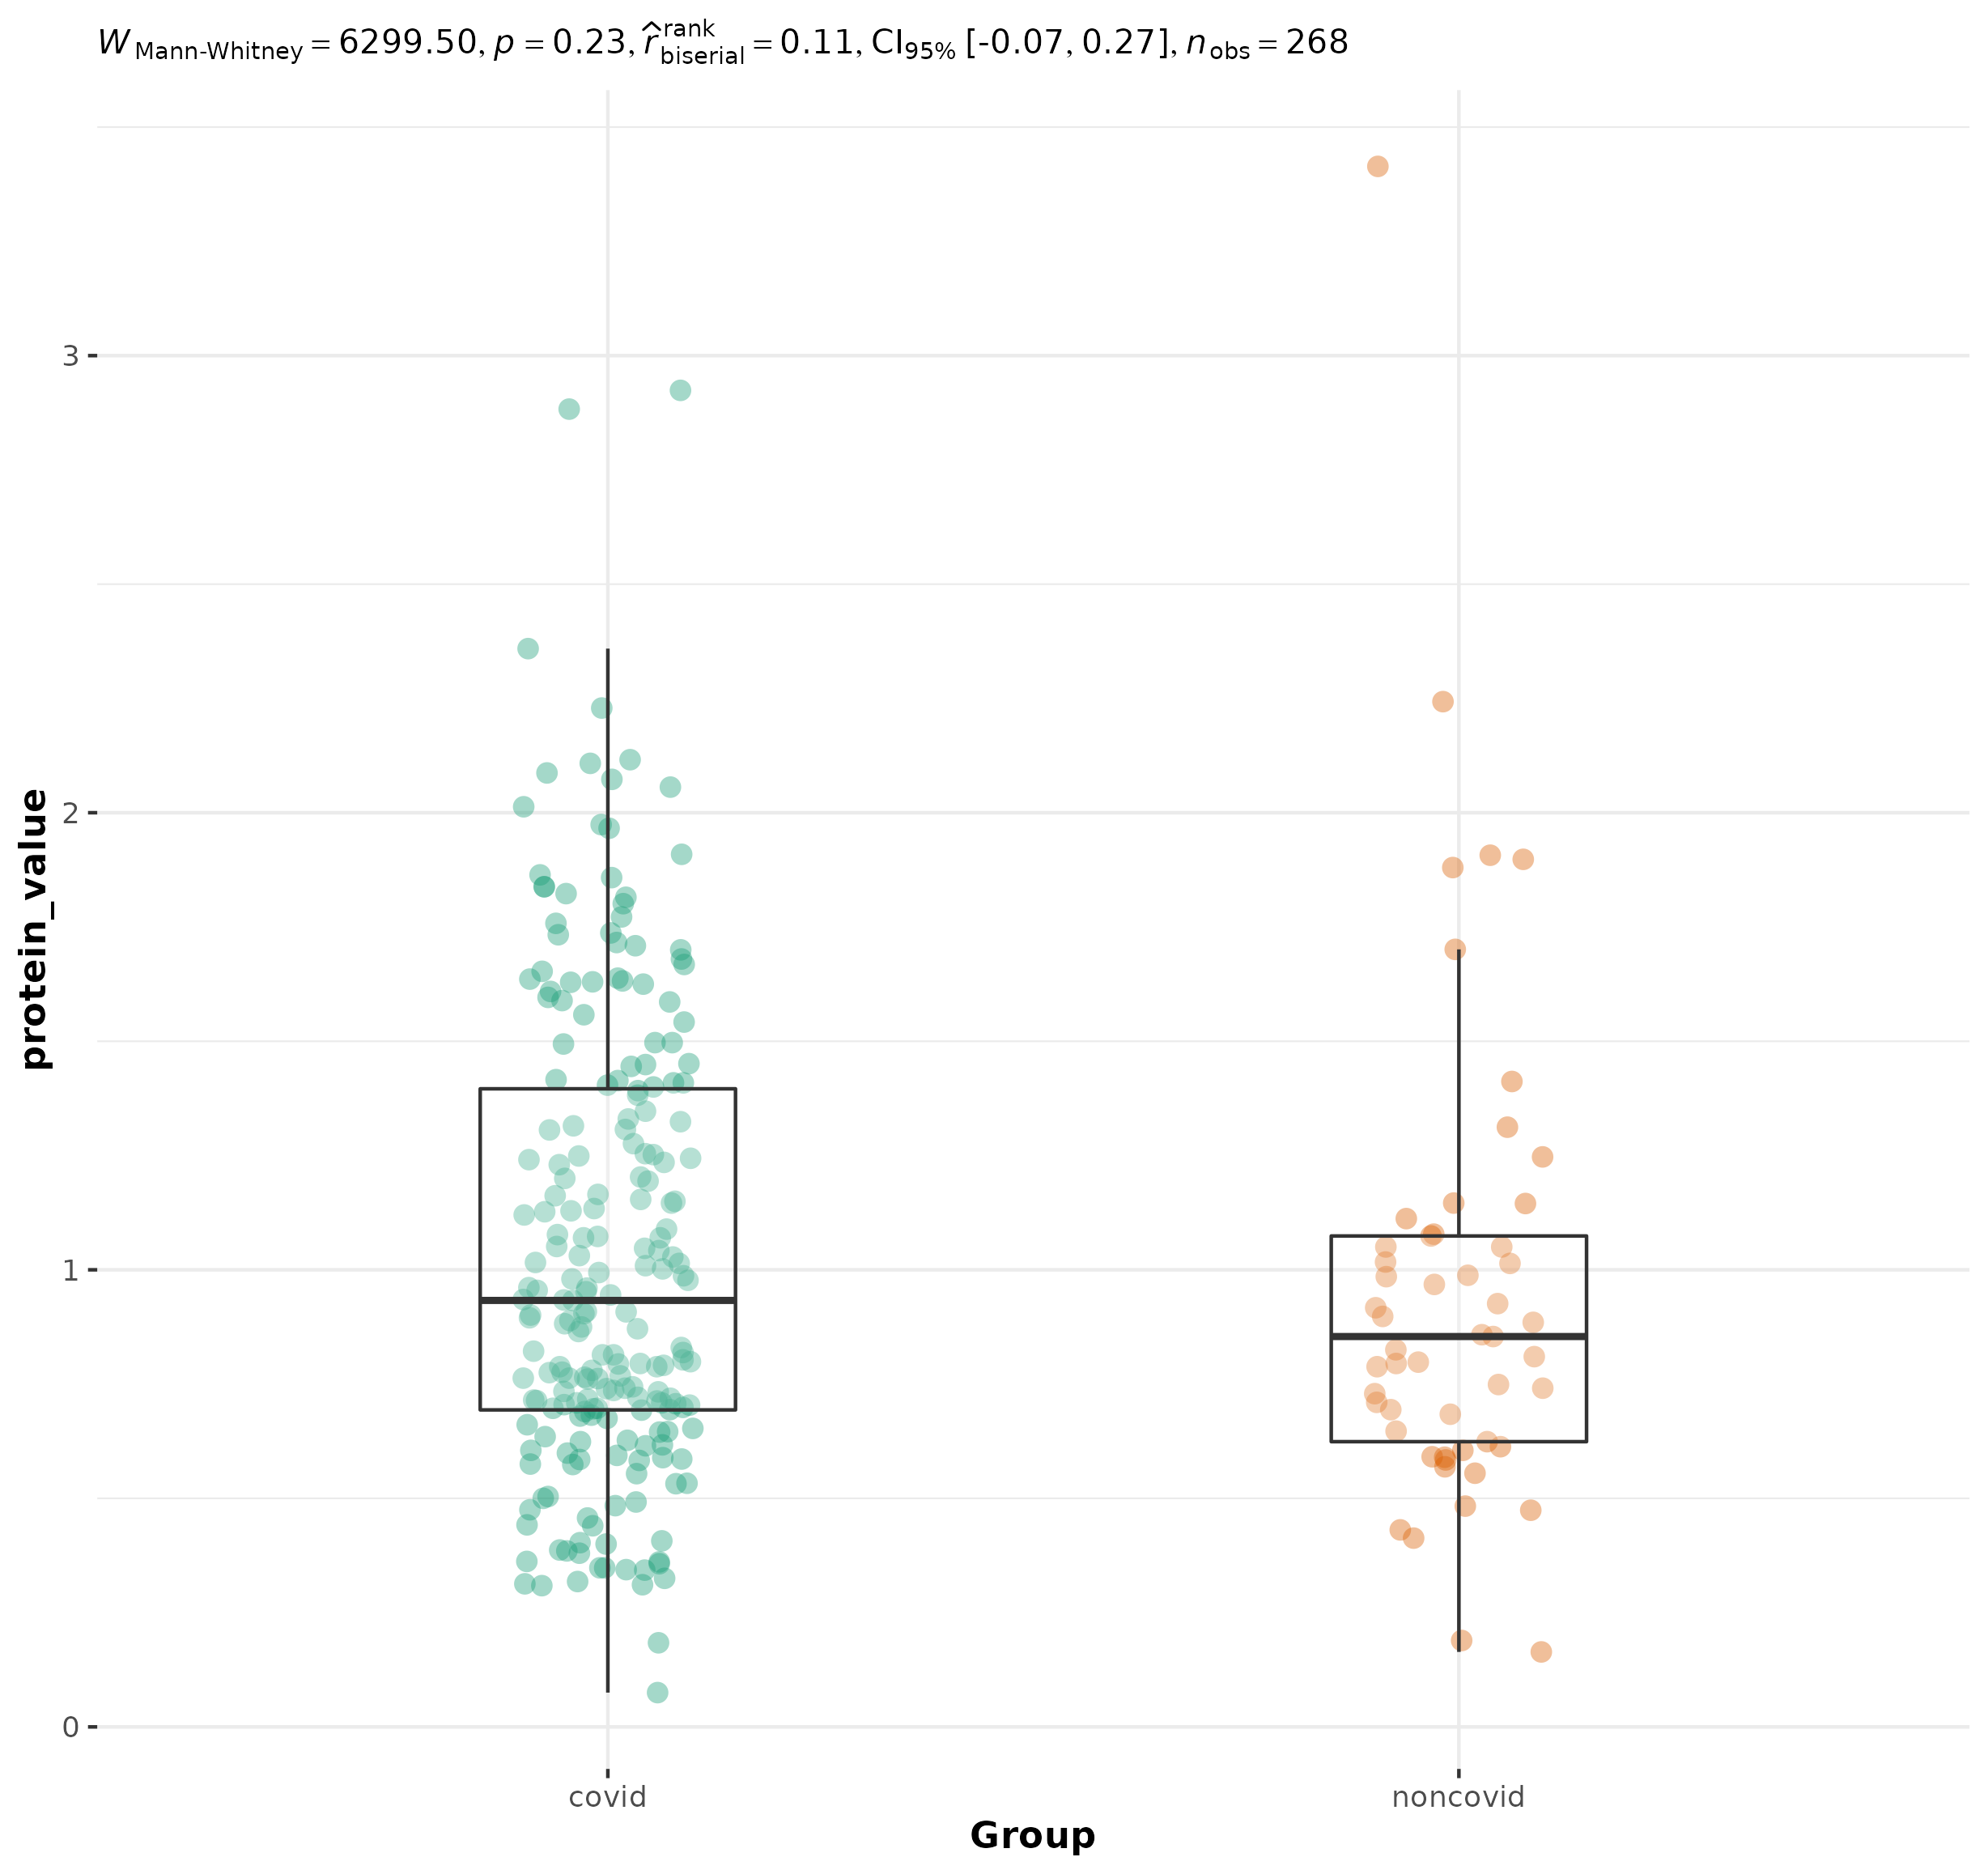 W Mann-Whitney = 6299.50, p = 0.23, r̂ rank biserial = 0.11, CI95% [-0.07, 0.27], nobs = 268
3
2
1
0
protein_value
covid noncovid
Group